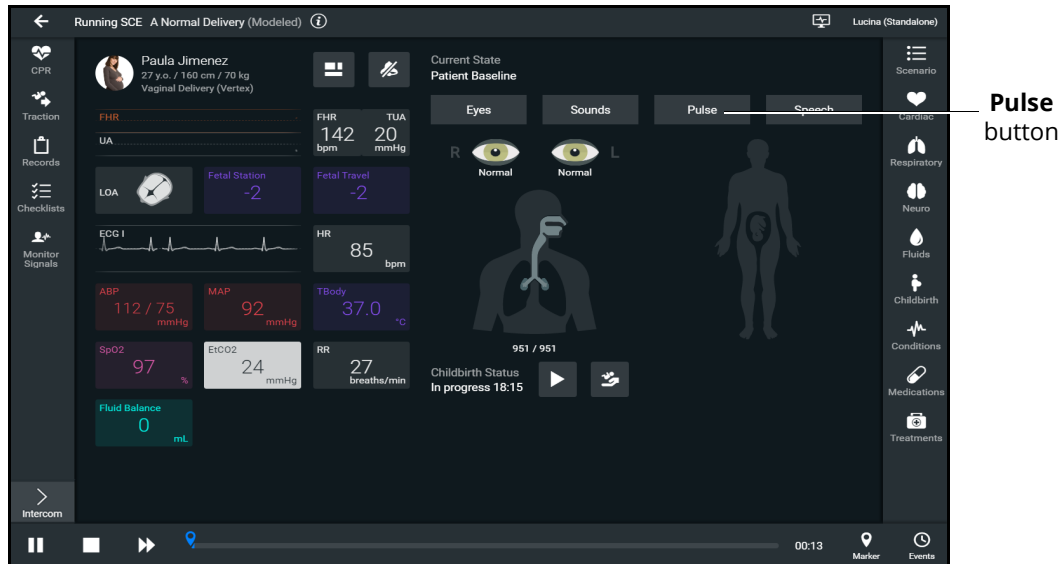 Running SCE A Normal Delivery (Modeled) i
Lucina (Standalone)
CPR
Traction
Records
Checklists
Monitor
Signals
Intercom
Paula Jimenez
27 y.o. / 160 cm / 70 kg
Vaginal Delivery (Vertex)
FHR
UA
FHR TUA
142 20
bpm mmHg
LOA
Fetal Station
-2
Fetal Travel
-2
ECG I
HR
85
bpm
ABP
112 / 75
mmHg
MAP
92
mmHg
TBody
37.0
°C
SpO2
97
%
EtCO2
24
mmHg
RR
27
breaths/min
Fluid Balance
0
mL
Current State
Patient Baseline
Eyes Sounds Pulse Speech
R L
Normal Normal
951 / 951
Childbirth Status
In progress 18:15
Scenario
Cardiac
Respiratory
Neuro
Fluids
Childbirth
Conditions
Medications
Treatments
00:13
Marker
Events
Pulse
button